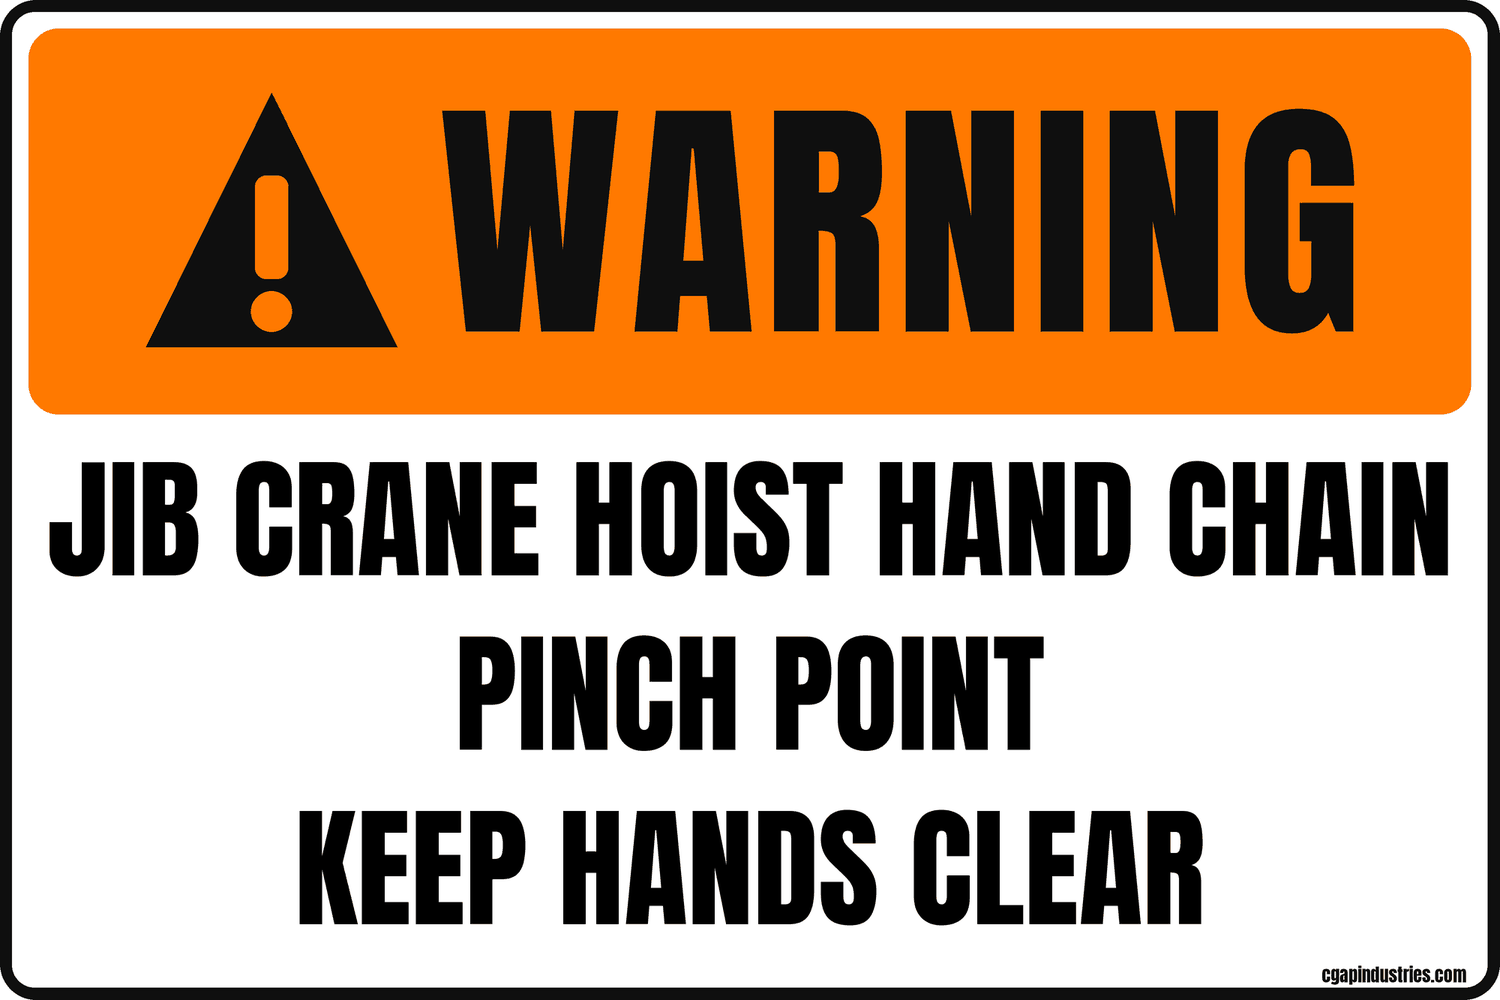 WARNING
JIB CRANE HOIST HAND CHAIN
PINCH POINT
KEEP HANDS CLEAR
cgapindustries.com